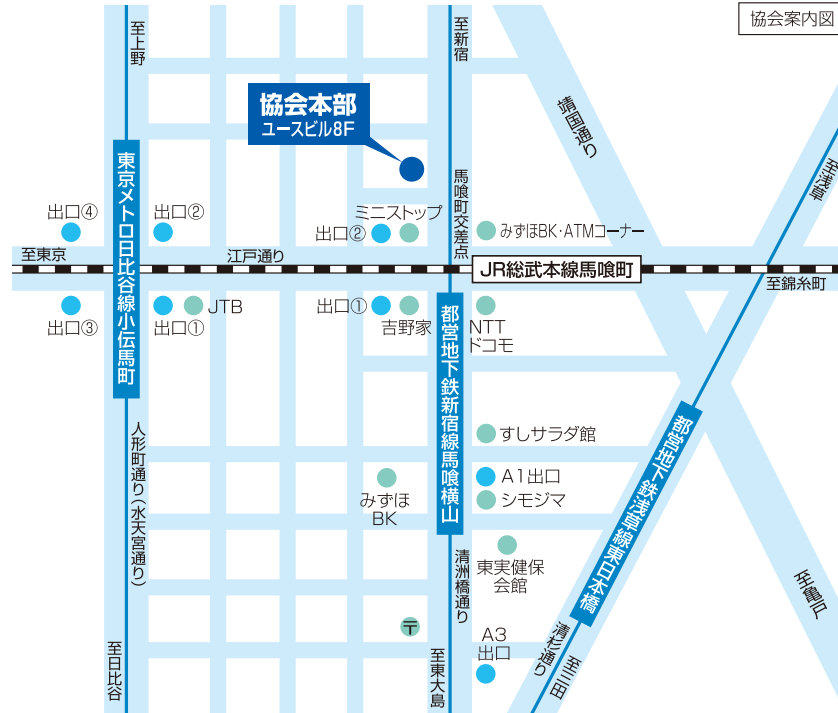 協会案内図
至上野
至新宿
協会本部
ユースビル8F
靖国通り
至浅草
東京メトロ日比谷線小伝馬町
馬喰町交差点
出口④
出口②
ミニストップ
出口②
みずほBK・ATMコーナー
至東京
江戸通り
JR総武本線馬喰町
至錦糸町
出口③
出口①
JTB
出口①
吉野家
NTT
ドコモ
都営地下鉄新宿線馬喰横山
人形町通り(水天宮通り)
すしサラダ館
都営地下鉄浅草線東日本橋
みずほ
BK
A1出口
シモジマ
清洲橋通り
東実健保
会館
至亀戸
〒
A3
出口
清杉通り
至三田
至日比谷
至東大島